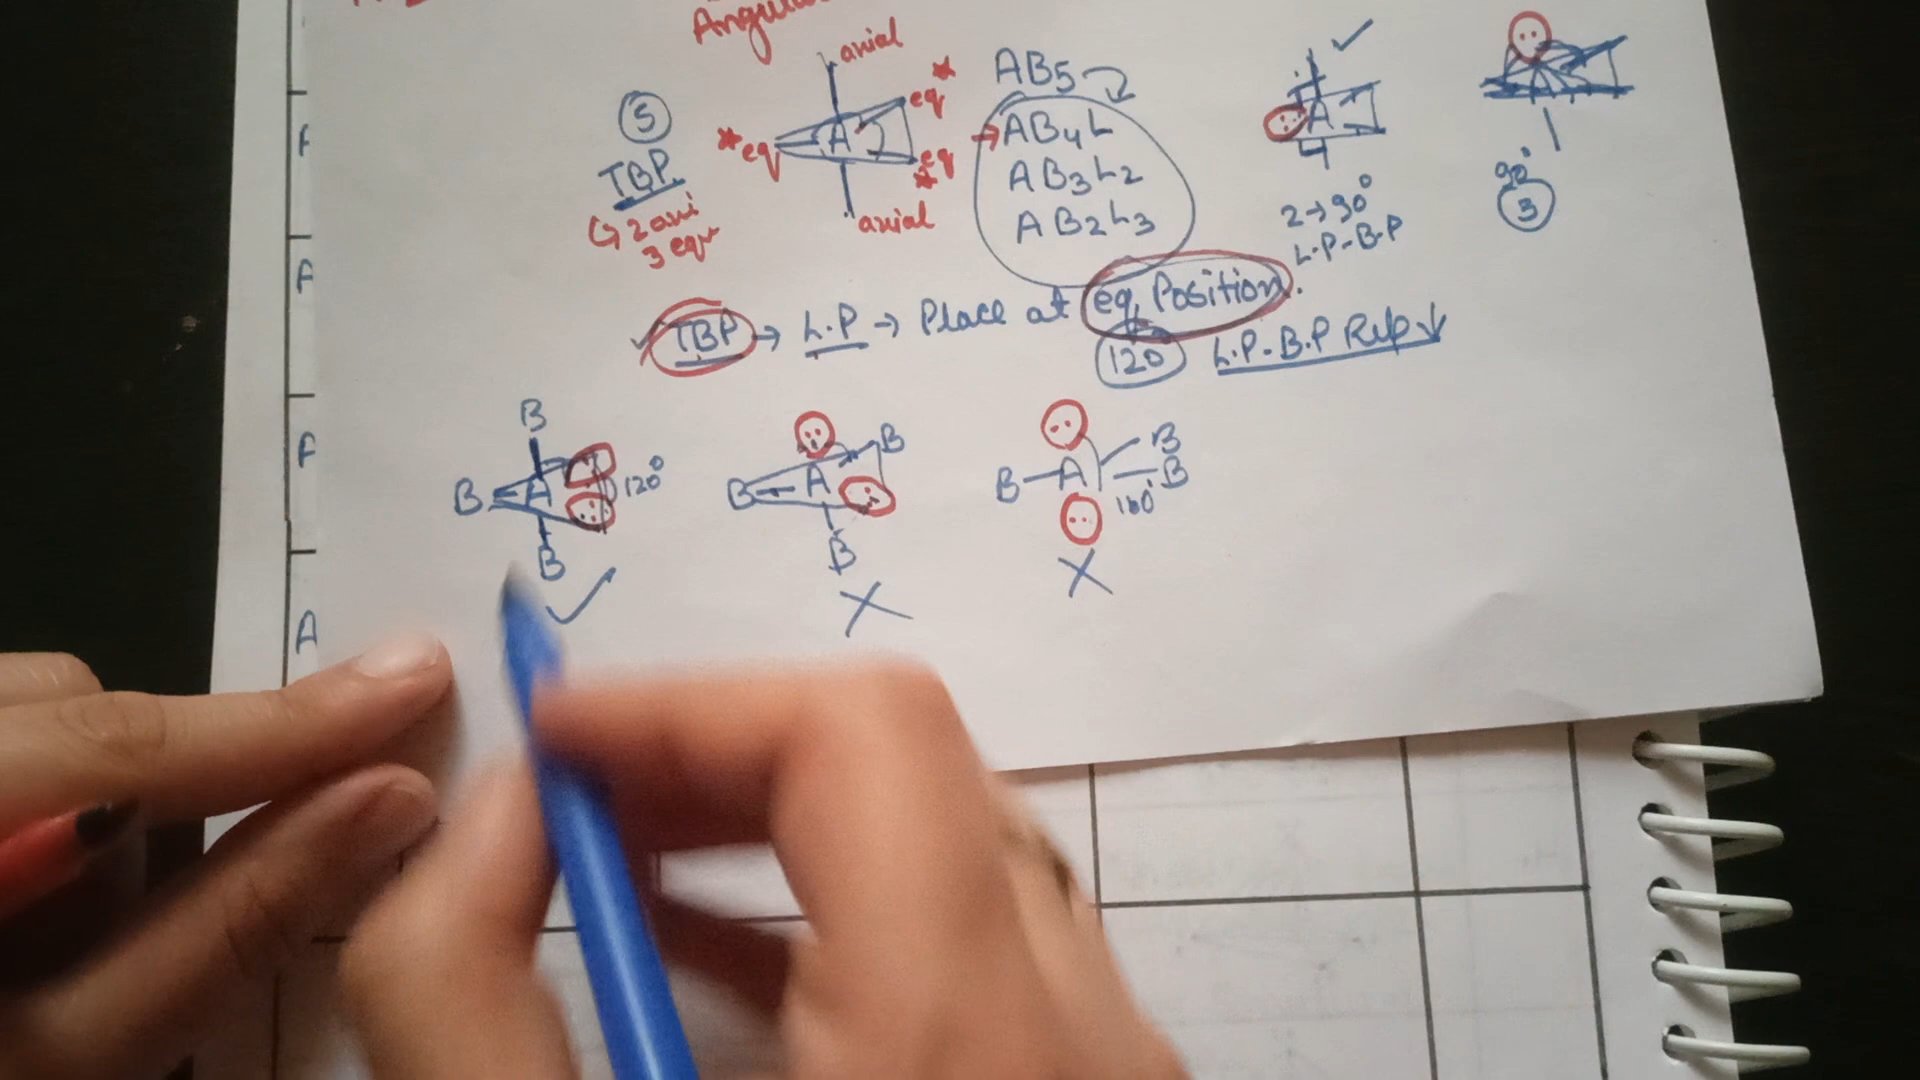 Angular
axial
AB5
5
eq
AB4L
A
A
TBP
eq
eq
AB3L2
2 axi
3 eq
axial
AB2L3
2→90°
L.P-B.P
90°
3
TBP → L.P → Place at eq. Position.
120 L.P-B.P Rep↓
B
B A 120°
B
B
B A
B
B
B A B
180°
X
X
A
A
A
A
A